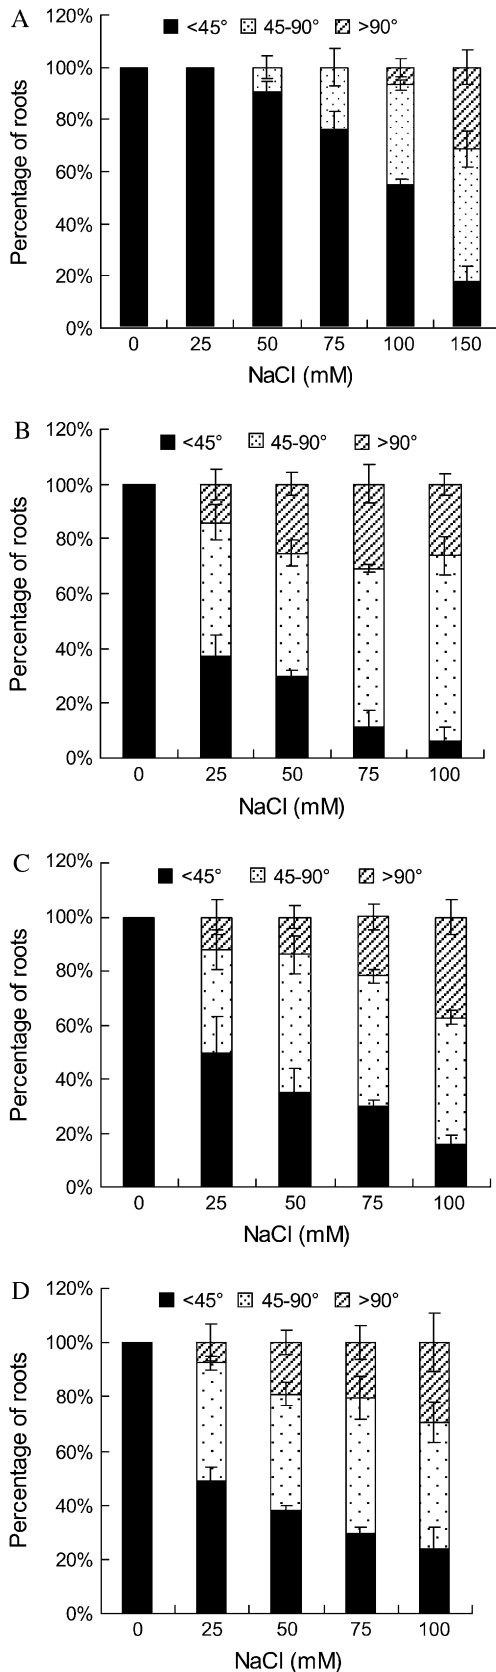 A
120% <45° 45-90° >90°
100%
80%
60%
40%
20%
0%
Percentage of roots
0 25 50 75 100 150
NaCl (mM)
B
120% <45° 45-90° >90°
100%
80%
60%
40%
20%
0%
Percentage of roots
0 25 50 75 100
NaCl (mM)
C
120% <45° 45-90° >90°
100%
80%
60%
40%
20%
0%
Percentage of roots
0 25 50 75 100
NaCl (mM)
D
120% <45° 45-90° >90°
100%
80%
60%
40%
20%
0%
Percentage of roots
0 25 50 75 100
NaCl (mM)